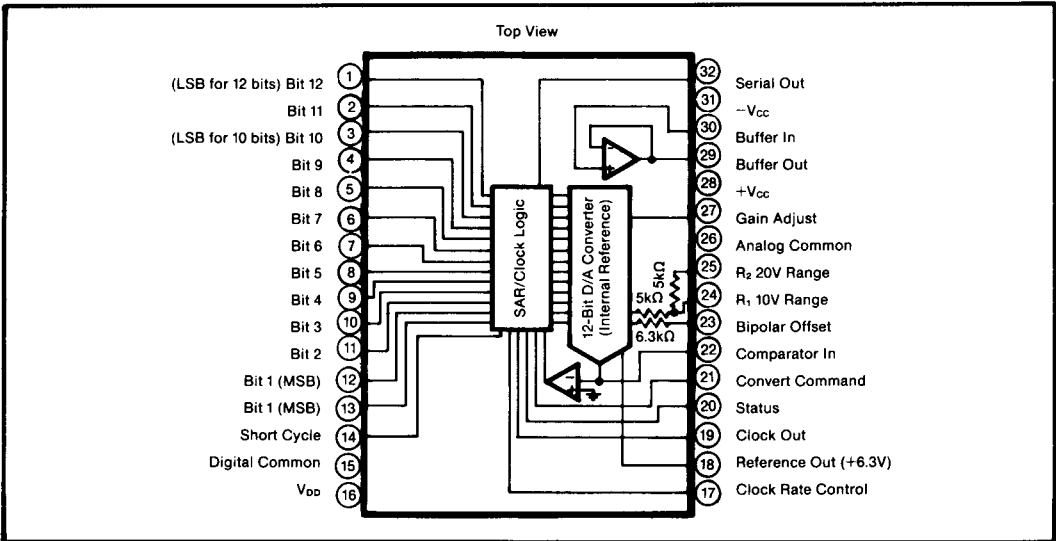 Top View
(LSB for 12 bits) Bit 12 1
Bit 11 2
(LSB for 10 bits) Bit 10 3
Bit 9 4
Bit 8 5
Bit 7 6
Bit 6 7
Bit 5 8
Bit 4 9
Bit 3 10
Bit 2 11
Bit 1 (MSB) 12
Bit 1 (MSB) 13
Short Cycle 14
Digital Common 15
VDD 16
SAR/Clock Logic
12-Bit D/A Converter
(Internal Reference)
5kΩ
5kΩ
6.3kΩ
32 Serial Out
31 −Vcc
30 Buffer In
29 Buffer Out
28 +Vcc
27 Gain Adjust
26 Analog Common
25 R₂ 20V Range
24 R₁ 10V Range
23 Bipolar Offset
22 Comparator In
21 Convert Command
20 Status
19 Clock Out
18 Reference Out (+6.3V)
17 Clock Rate Control